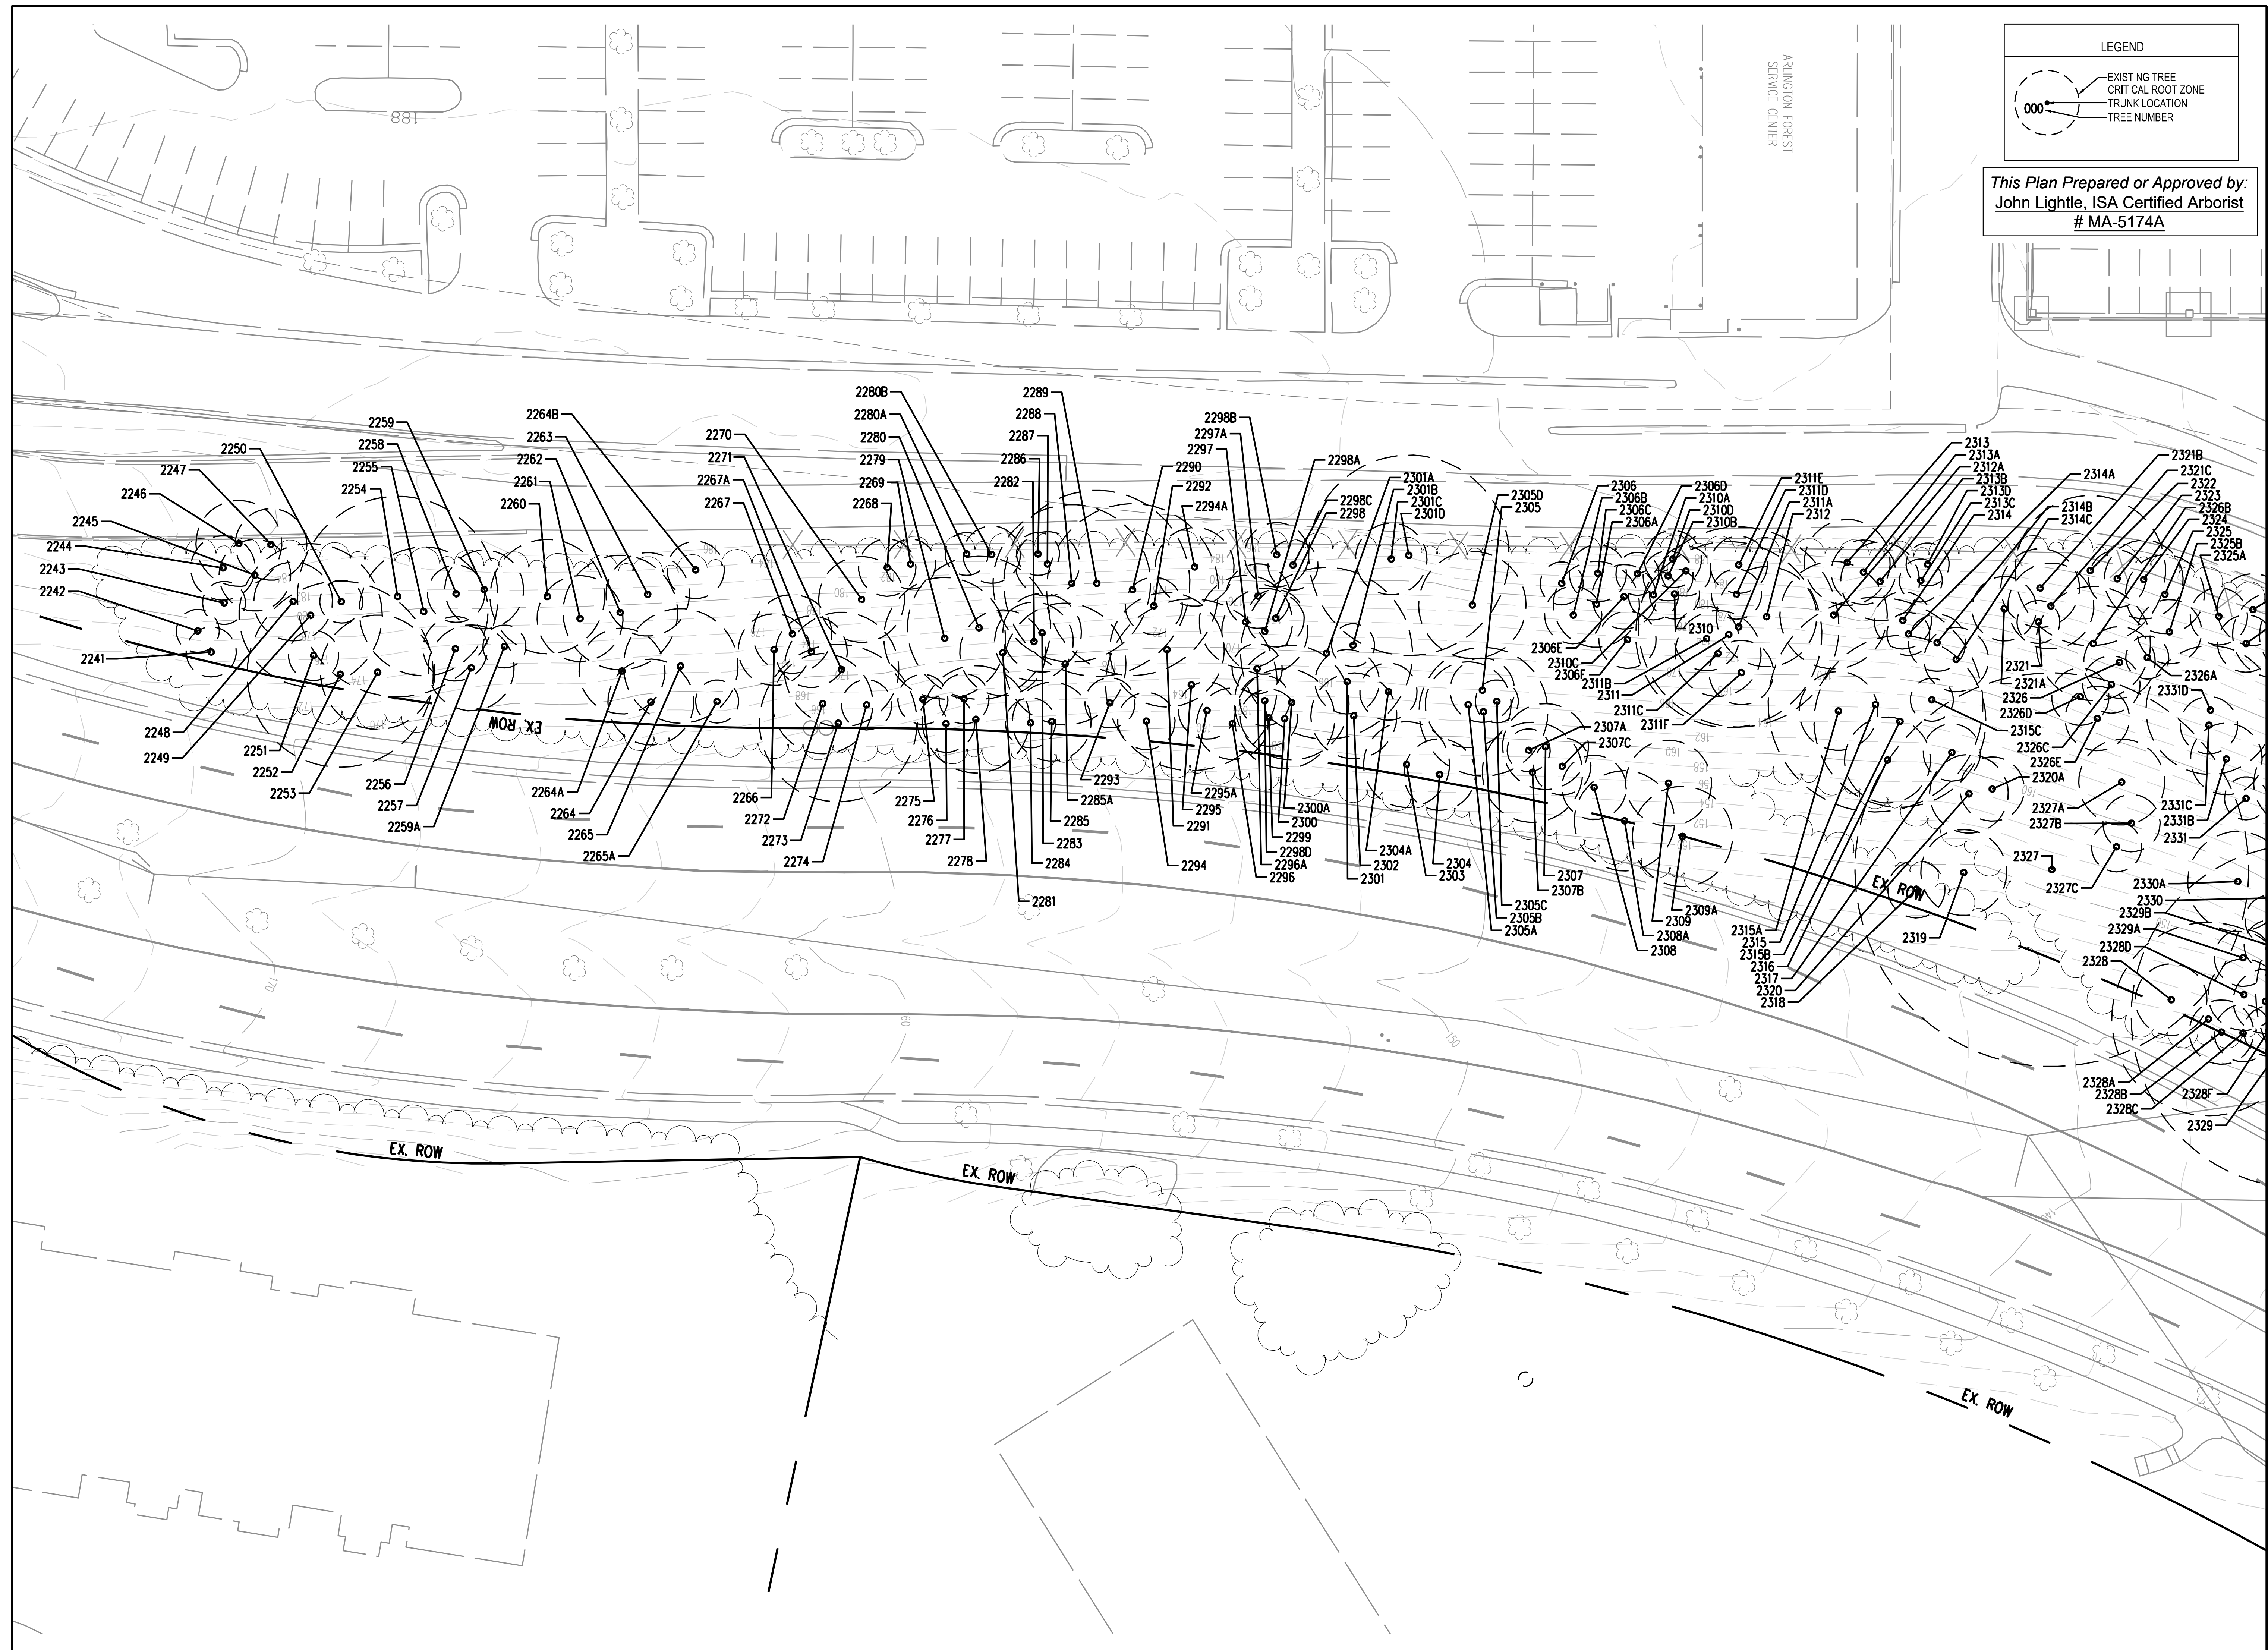 LEGEND
EXISTING TREE
CRITICAL ROOT ZONE
TRUNK LOCATION
000
TREE NUMBER
This Plan Prepared or Approved by:
John Lightle, ISA Certified Arborist
# MA-5174A
ARLINGTON FOREST
SERVICE CENTER
188
2280B
2289
2264B
2280A
2288
2298B
2259
2263
2270
2280
2287
2297A
2250
2258
2262
2271
2279
2286
2297
2298A
2247
2255
2261
2267A
2269
2282
2290
2246
2254
2260
2267
2268
2292
2294A
2298C
2298
2245
2244
2243
2242
2241
2301A
2301B
2301C
2301D
2305D
2305
2306
2306B
2306C
2306A
2306D
2310A
2310D
2310B
2311E
2311D
2311A
2312
2313
2313A
2312A
2313B
2313D
2313C
2314
2314A
2314B
2314C
2321B
2321C
2322
2323
2326B
2324
2325
2325B
2325A
2310
2306E
2310C
2306F
2311B
2311
2311C
2311F
2321
2321A
2326
2326D
2326A
2331D
2315C
2326C
2326E
2320A
2327A
2327B
2331C
2331B
2331
2327
2327C
2330A
2330
2329B
2329A
2328D
2328
2319
2248
2249
2251
2252
2253
2256
2257
2259A
EX. ROW
2264A
2264
2265
2265A
2266
2272
2273
2274
2275
2276
2277
2278
2281
2293
2285A
2285
2283
2284
2295A
2295
2291
2294
2300A
2300
2299
2298D
2296A
2296
2304A
2302
2301
2304
2303
2307A
2307C
2307
2307B
2305C
2305B
2305A
2309A
2309
2308A
2308
2315A
2315
2315B
2316
2317
2320
2318
EX. ROW
2328A
2328B
2328C
2328F
2329
170
150
EX. ROW
EX. ROW
EX. ROW